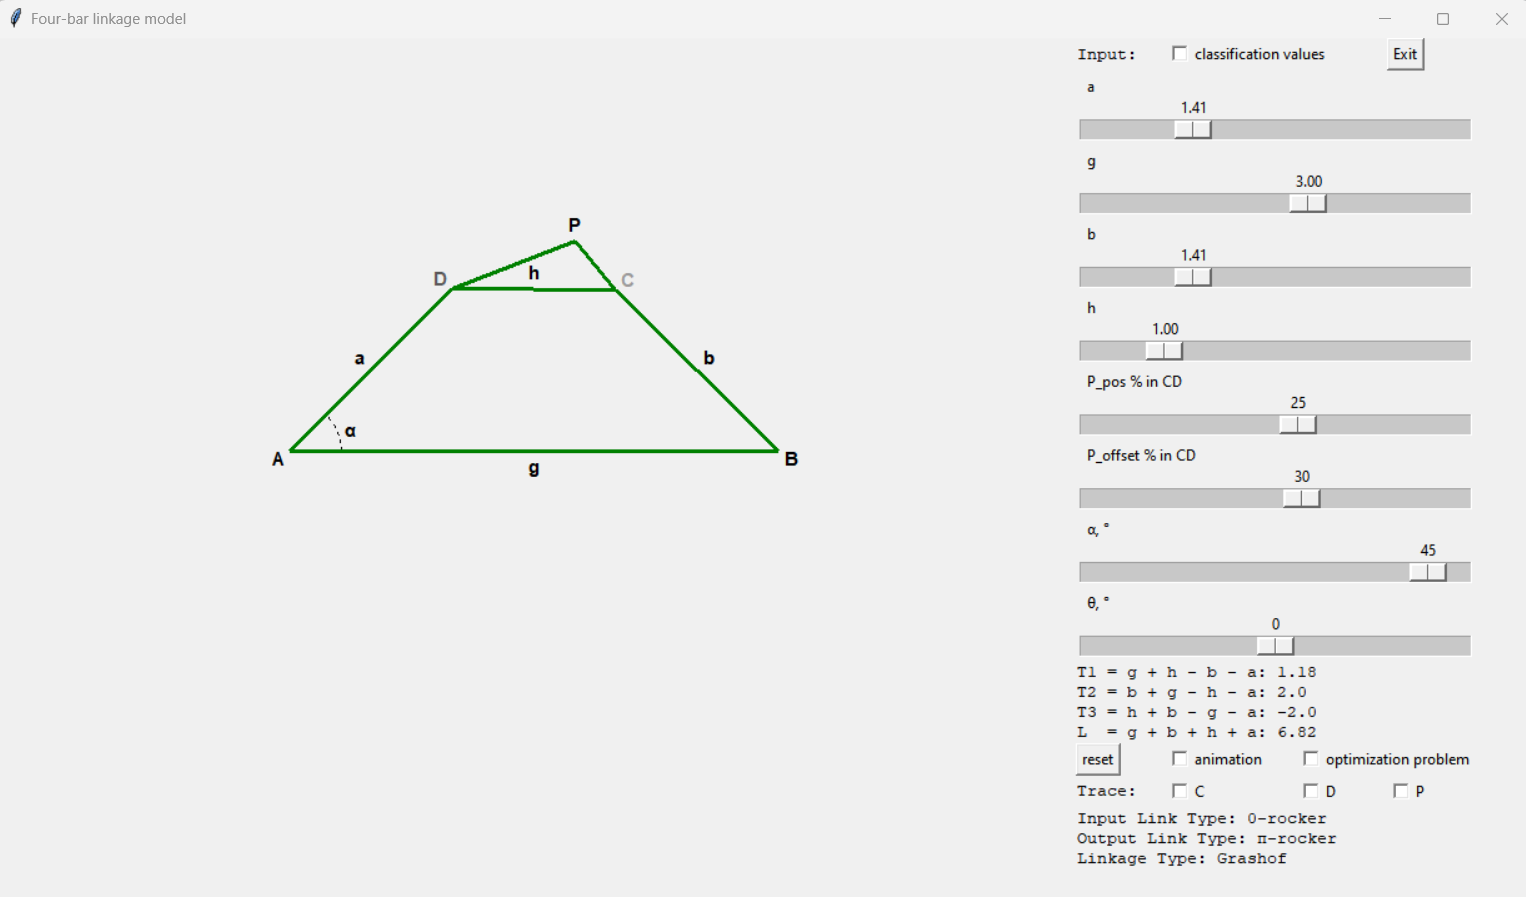 Four-bar linkage model
Input: classification values Exit
a
1.41
g
3.00
b
1.41
h
1.00
P_pos % in CD
25
P_offset % in CD
30
α, °
45
θ, °
0
T1 = g + h - b - a: 1.18
T2 = b + g - h - a: 2.0
T3 = h + b - g - a: -2.0
L  = g + b + h + a: 6.82
reset animation optimization problem
Trace: C D P
Input Link Type: 0-rocker
Output Link Type: π-rocker
Linkage Type: Grashof
P
D h C
a b
α
A g B